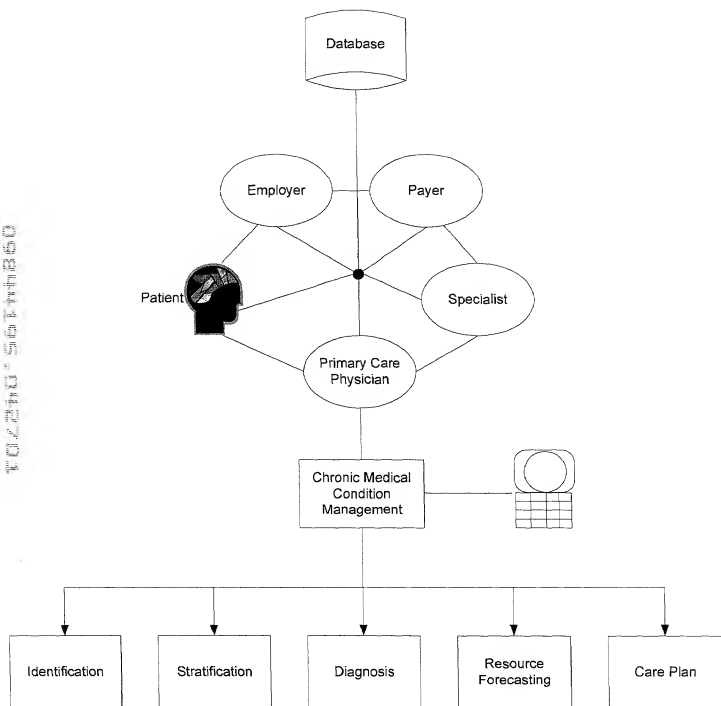 Database
Employer
Payer
Patient
Specialist
Primary Care
Physician
Chronic Medical
Condition
Management
Identification
Stratification
Diagnosis
Resource
Forecasting
Care Plan